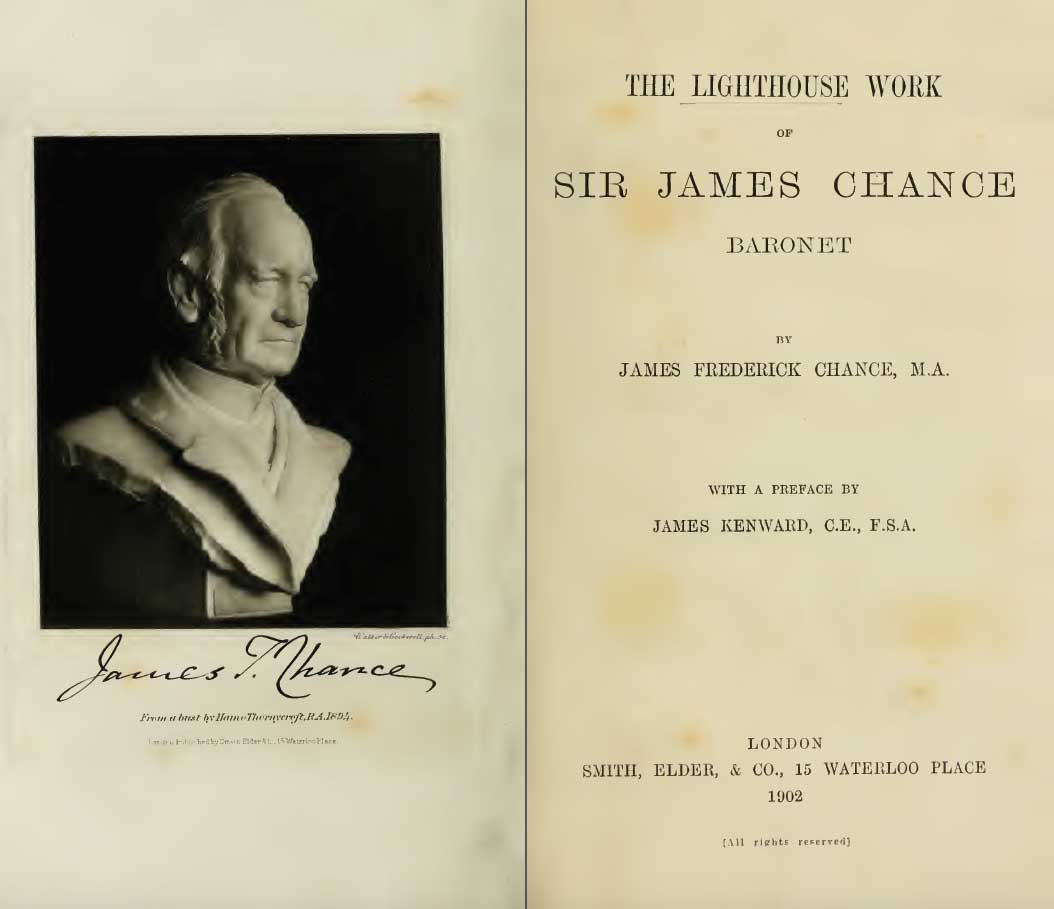 Walker & Cockerell, ph. sc.
James T. Chance
From a bust by Hamo Thornycroft, R.A. 1894.
London Published by Smith Elder & Co., 15 Waterloo Place.
THE LIGHTHOUSE WORK
OF
SIR JAMES CHANCE
BARONET
BY
JAMES FREDERICK CHANCE, M.A.
WITH A PREFACE BY
JAMES KENWARD, C.E., F.S.A.
LONDON
SMITH, ELDER, & CO., 15 WATERLOO PLACE
1902
[All rights reserved]